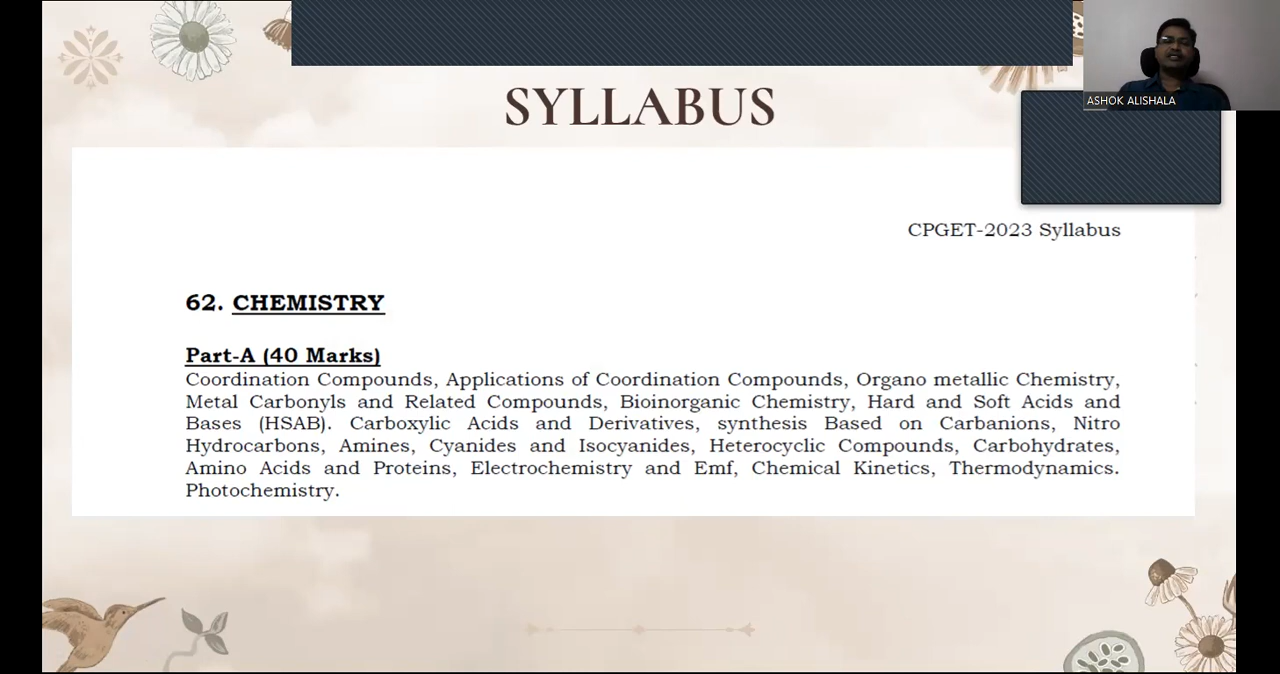 SYLLABUS
ASHOK ALISHALA
CPGET-2023 Syllabus
62. CHEMISTRY
Part-A (40 Marks)
Coordination Compounds, Applications of Coordination Compounds, Organo metallic Chemistry,
Metal Carbonyls and Related Compounds, Bioinorganic Chemistry, Hard and Soft Acids and
Bases (HSAB). Carboxylic Acids and Derivatives, synthesis Based on Carbanions, Nitro
Hydrocarbons, Amines, Cyanides and Isocyanides, Heterocyclic Compounds, Carbohydrates,
Amino Acids and Proteins, Electrochemistry and Emf, Chemical Kinetics, Thermodynamics.
Photochemistry.